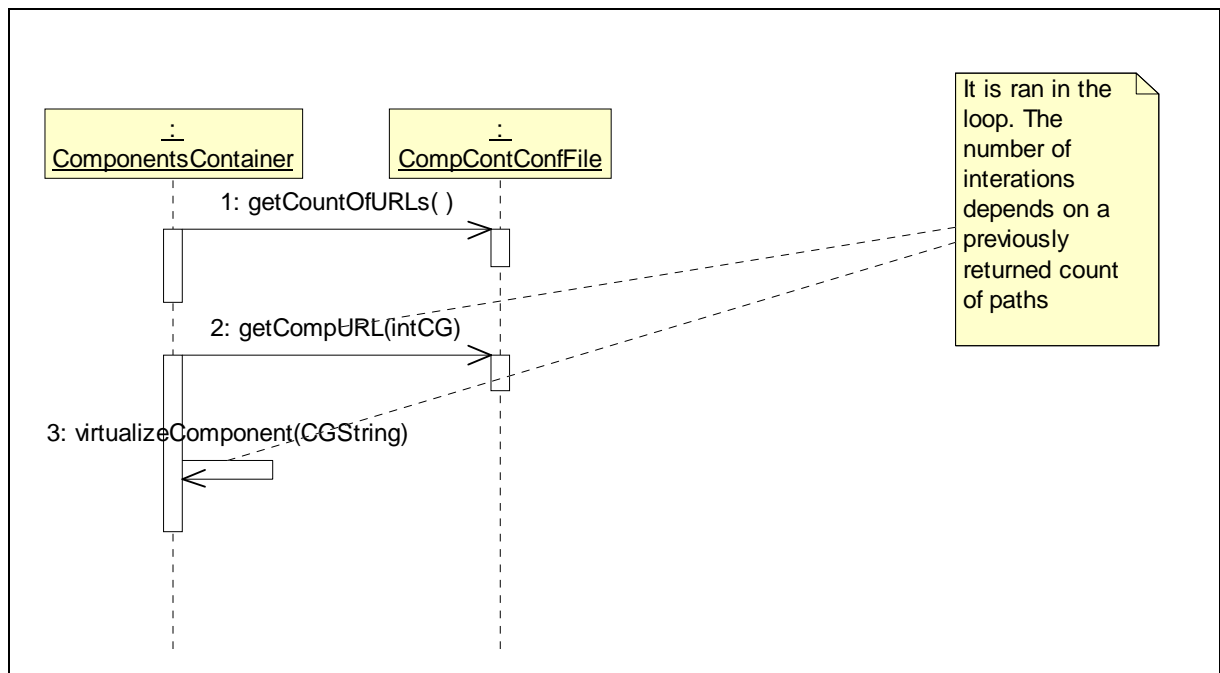 :
ComponentsContainer
:
CompContConfFile
1: getCountOfURLs( )
2: getCompURL(intCG)
3: virtualizeComponent(CGString)
It is ran in the
loop. The
number of
interations
depends on a
previously
returned count
of paths